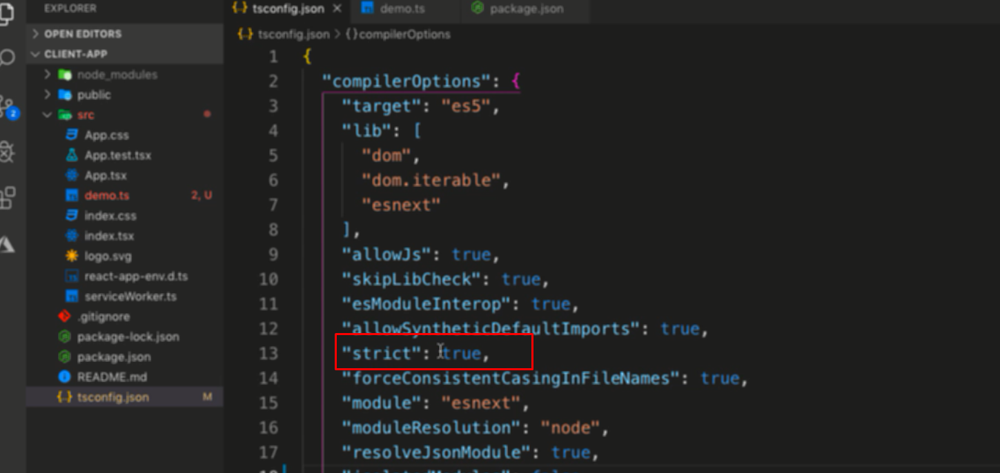 EXPLORER
OPEN EDITORS
CLIENT-APP
node_modules
public
src
App.css
App.test.tsx
App.tsx
demo.ts 2, U
index.css
index.tsx
logo.svg
react-app-env.d.ts
serviceWorker.ts
.gitignore
package-lock.json
package.json
README.md
tsconfig.json M
2
tsconfig.json demo.ts package.json
tsconfig.json > {} compilerOptions
1 {
2 "compilerOptions": {
3 "target": "es5",
4 "lib": [
5 "dom",
6 "dom.iterable",
7 "esnext"
8 ],
9 "allowJs": true,
10 "skipLibCheck": true,
11 "esModuleInterop": true,
12 "allowSyntheticDefaultImports": true,
13 "strict": true,
14 "forceConsistentCasingInFileNames": true,
15 "module": "esnext",
16 "moduleResolution": "node",
17 "resolveJsonModule": true,